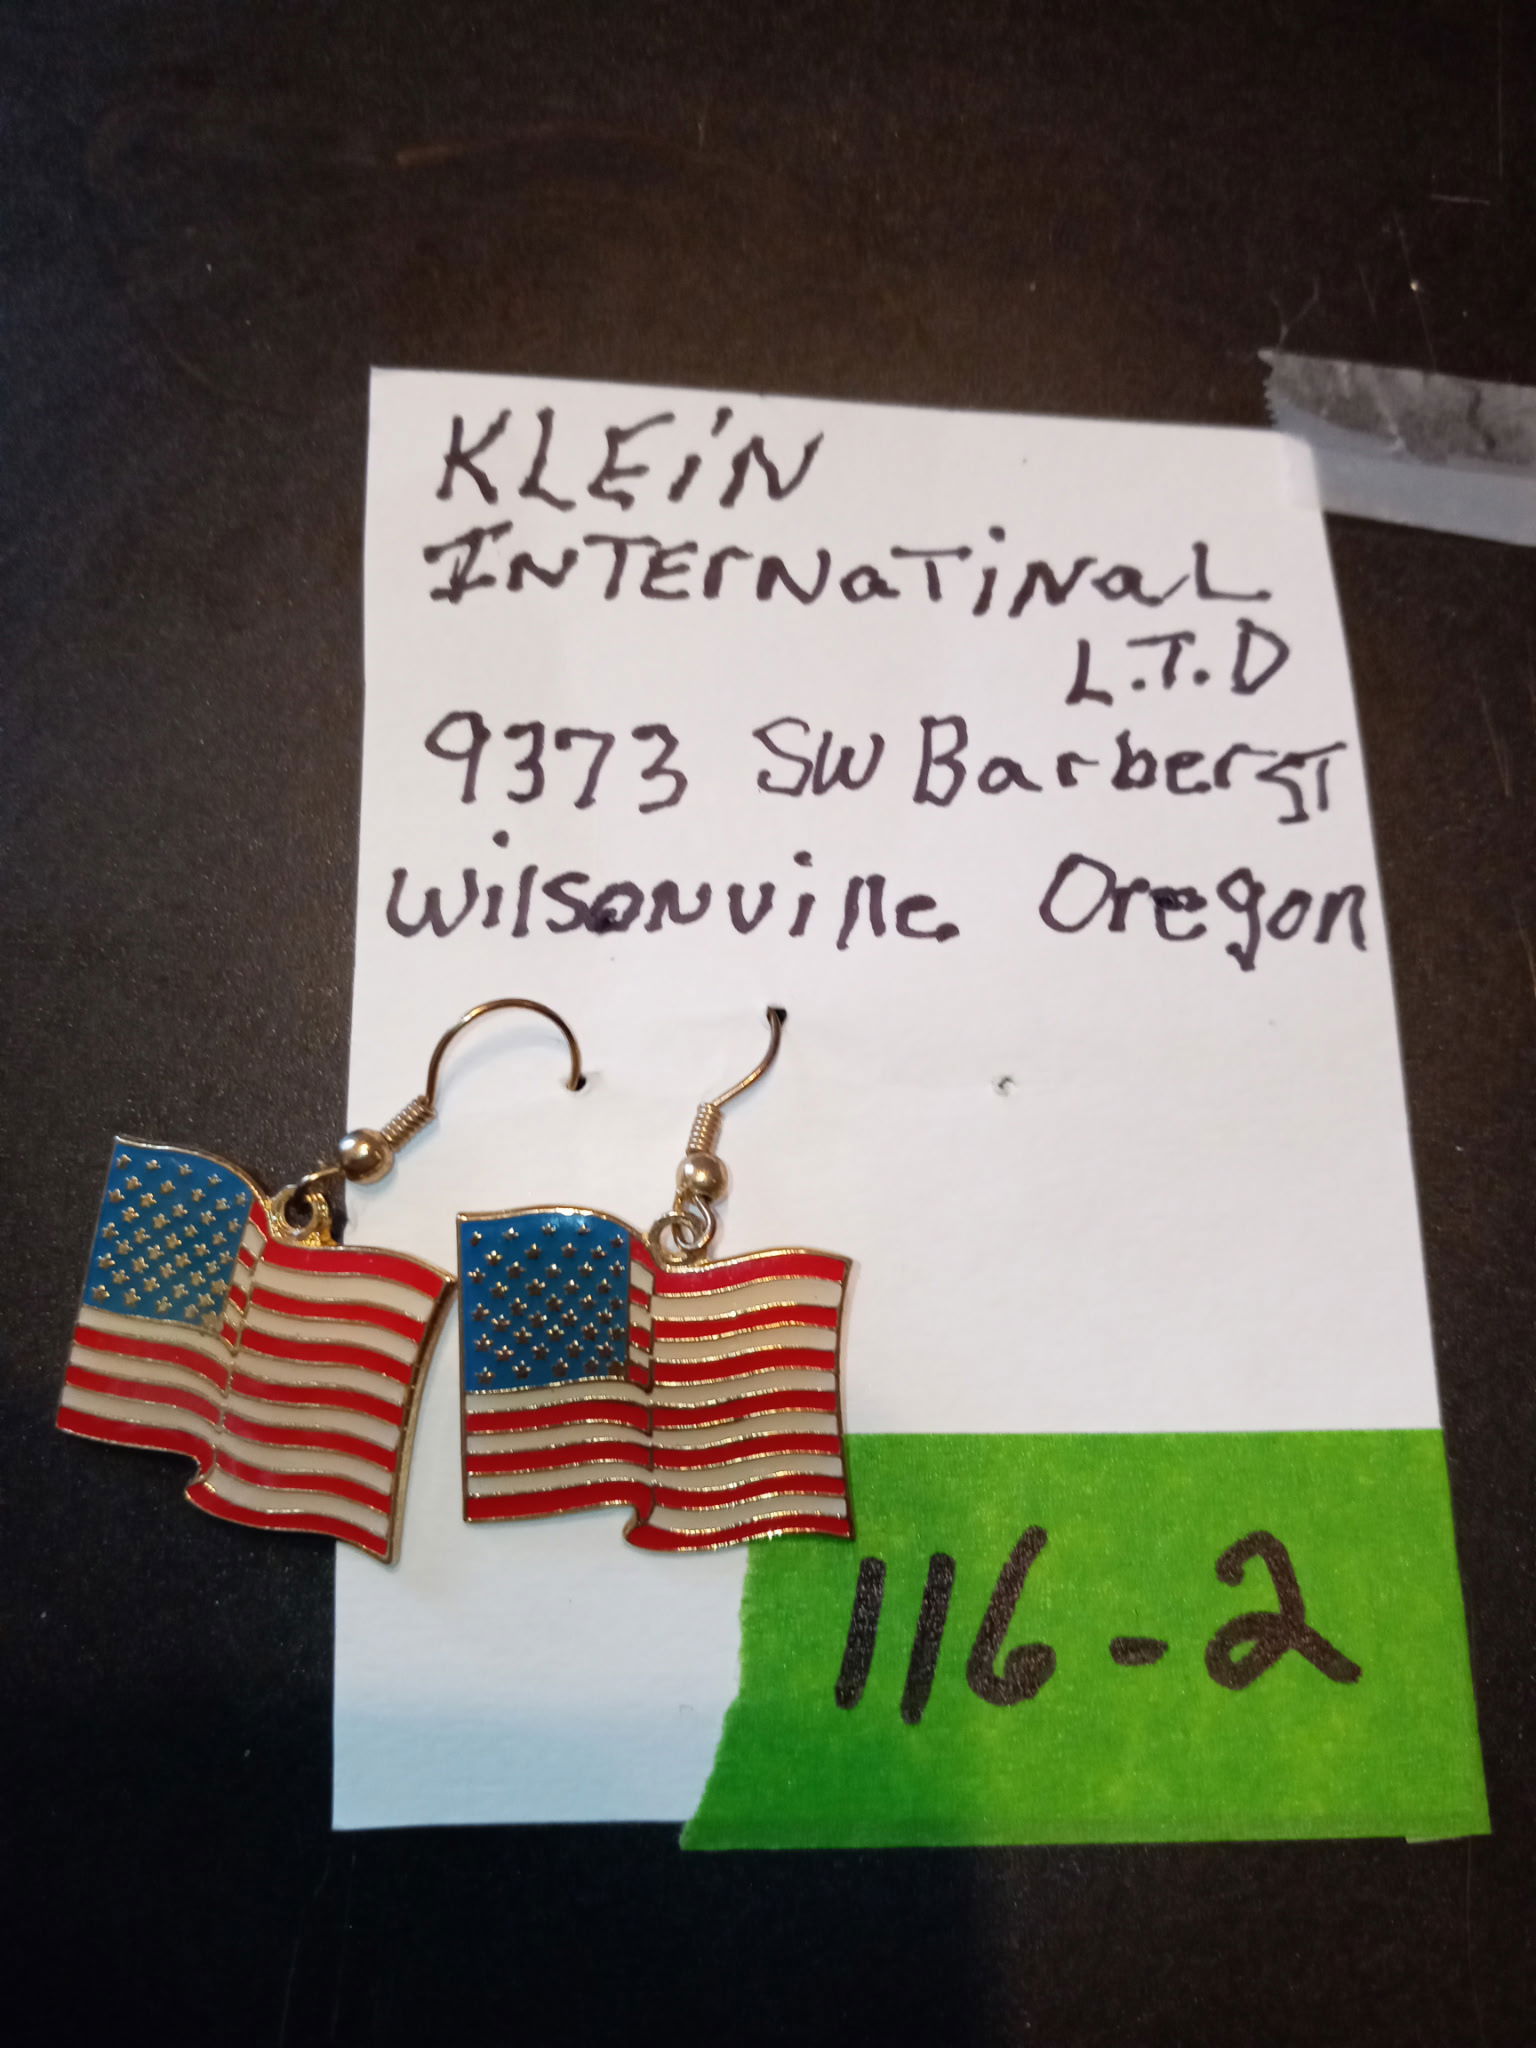 KLEiN
INTErNaTiNaL
L.T.D
9373 SW Barber ST
Wilsonville Oregon
116-2